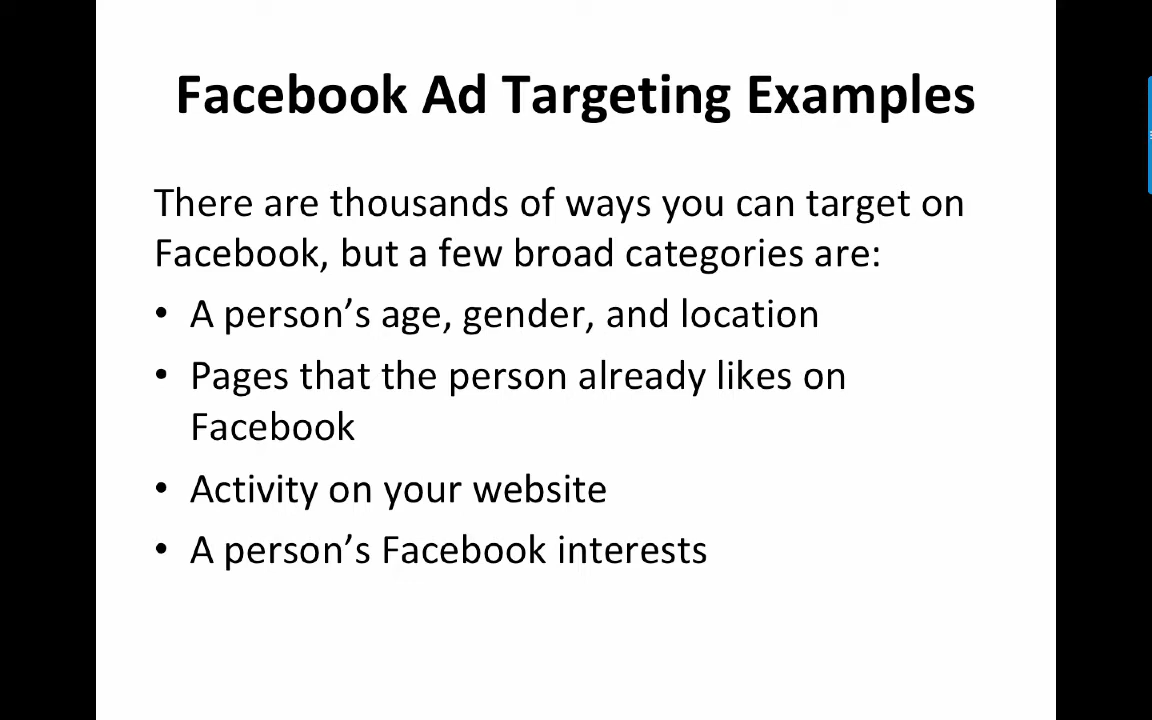 Facebook Ad Targeting Examples
There are thousands of ways you can target on
Facebook, but a few broad categories are:
• A person’s age, gender, and location
• Pages that the person already likes on
Facebook
• Activity on your website
• A person’s Facebook interests